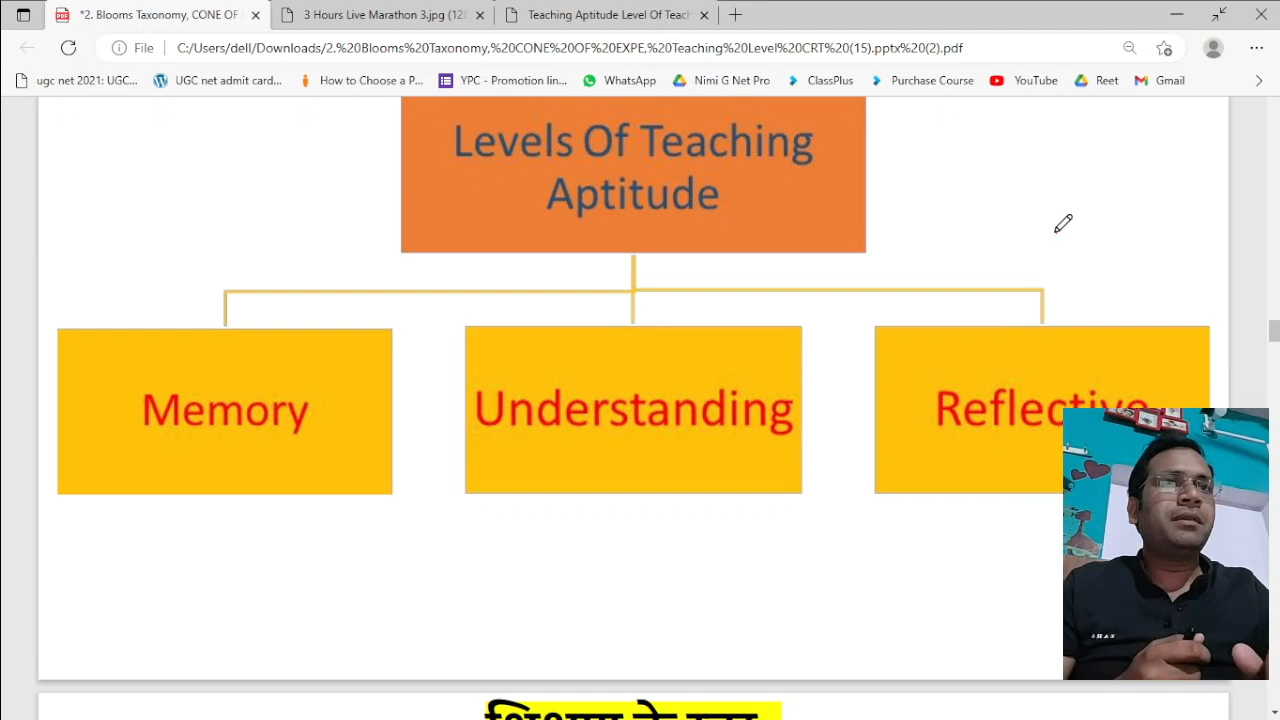 *2. Blooms Taxonomy, CONE OF
3 Hours Live Marathon 3.jpg (128
Teaching Aptitude Level Of Teach
File
C:/Users/dell/Downloads/2.%20Blooms%20Taxonomy,%20CONE%20OF%20EXPE,%20Teaching%20Level%20CRT%20(15).pptx%20(2).pdf
ugc net 2021: UGC...
UGC net admit card...
How to Choose a P...
YPC - Promotion lin...
WhatsApp
Nimi G Net Pro
ClassPlus
Purchase Course
YouTube
Reet
Gmail
Levels Of Teaching
Aptitude
Memory
Understanding
Reflective
शिक्षण के स्तर